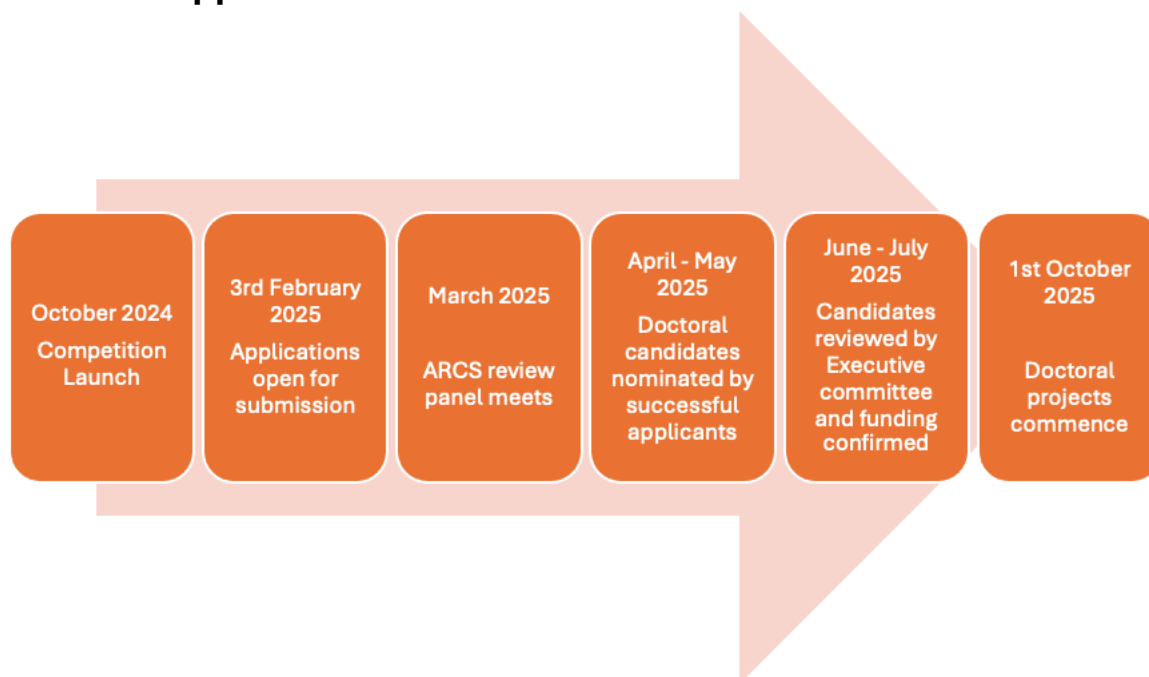 October 2024
Competition
Launch
3rd February
2025
Applications
open for
submission
March 2025
ARCS review
panel meets
April - May
2025
Doctoral
candidates
nominated by
successful
applicants
June - July
2025
Candidates
reviewed by
Executive
committee
and funding
confirmed
1st October
2025
Doctoral
projects
commence